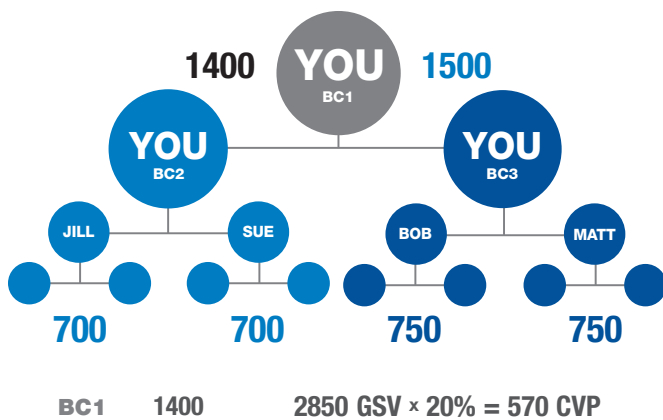 1400 YOU 1500
BC1
YOU YOU
BC2 BC3
JILL SUE BOB MATT
700 700 750 750
BC1 1400 2850 GSV x 20% = 570 CVP